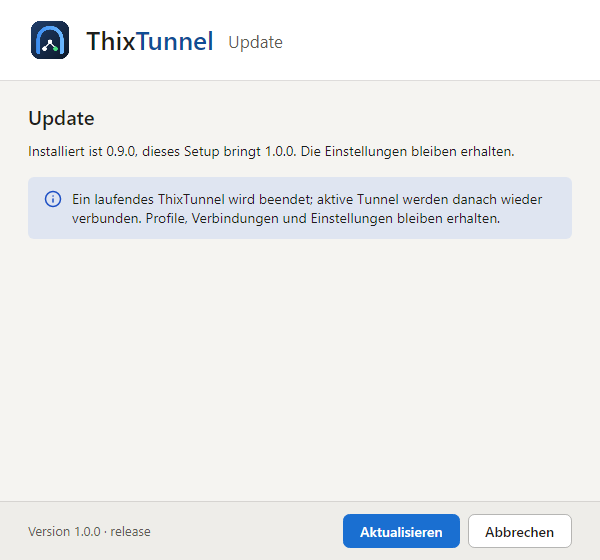 ThixTunnel Update
Update
Installiert ist 0.9.0, dieses Setup bringt 1.0.0. Die Einstellungen bleiben erhalten.
Ein laufendes ThixTunnel wird beendet; aktive Tunnel werden danach wieder
verbunden. Profile, Verbindungen und Einstellungen bleiben erhalten.
Version 1.0.0 · release
Aktualisieren
Abbrechen